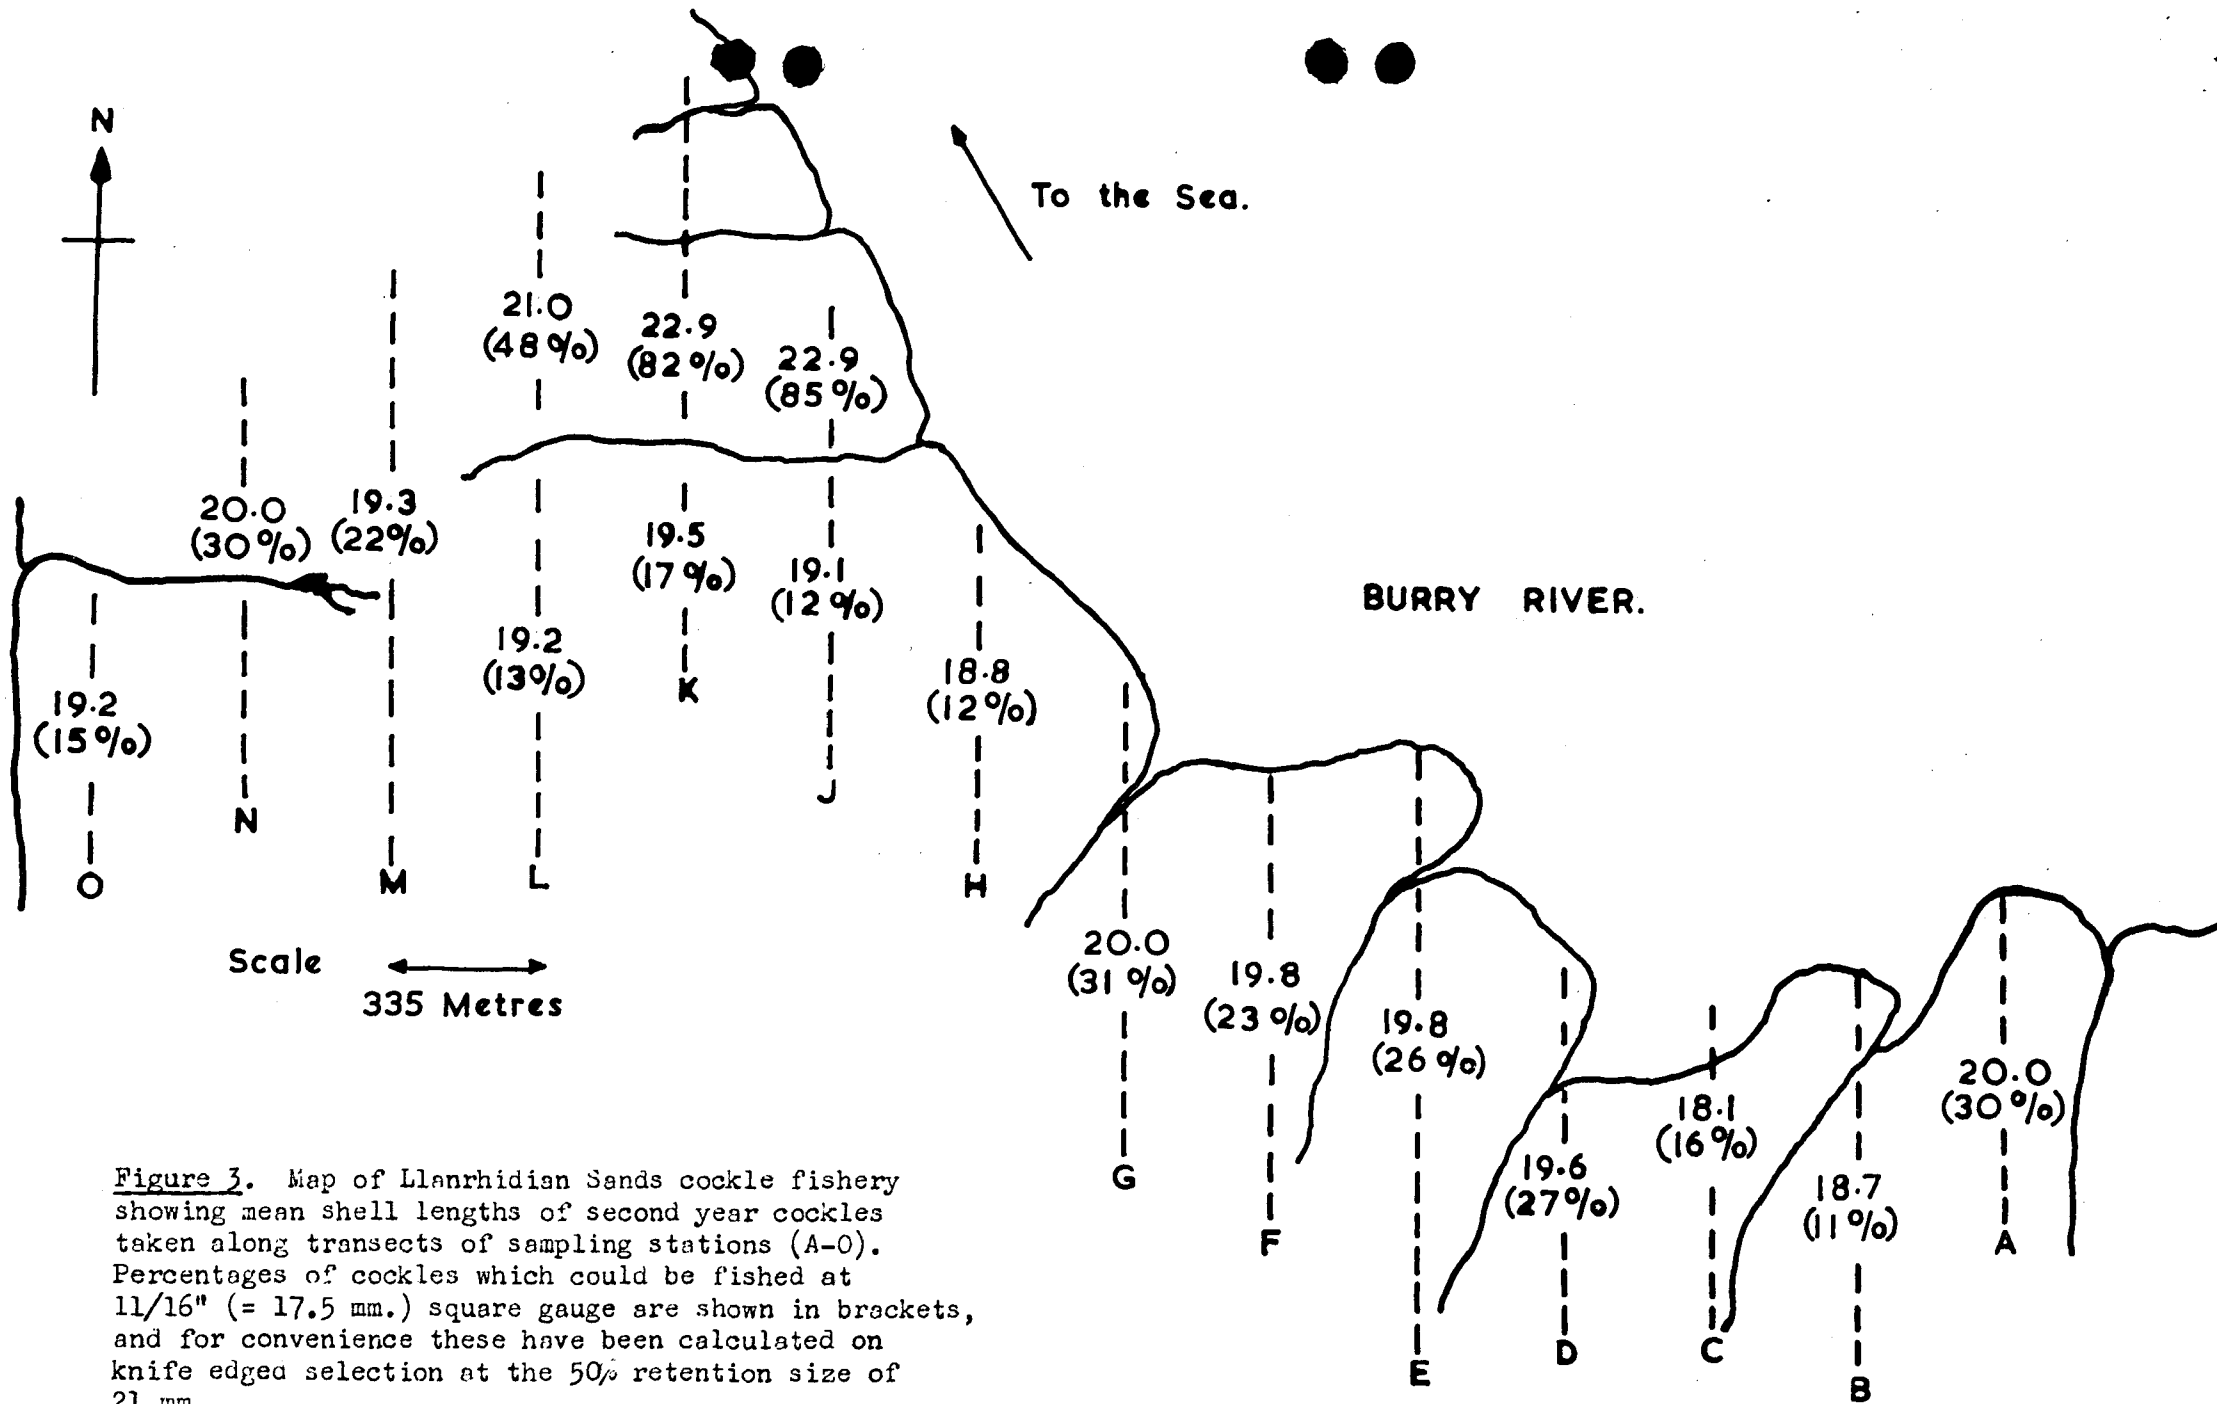 N
To the Sea.
21.0
(48%)
22.9
(82%)
22.9
(85%)
20.0
(30%)
19.3
(22%)
19.5
(17%)
19.1
(12%)
BURRY RIVER.
19.2
(13%)
18.8
(12%)
19.2
(15%)
K
J
N
O
M
L
H
20.0
(31%)
19.8
(23%)
19.8
(26%)
20.0
(30%)
18.1
(16%)
19.6
(27%)
18.7
(11%)
Scale
335 Metres
G
F
A
E
D
C
B
Figure 3. Map of Llanrhidian Sands cockle fishery
showing mean shell lengths of second year cockles
taken along transects of sampling stations (A-O).
Percentages of cockles which could be fished at
11/16" (= 17.5 mm.) square gauge are shown in brackets,
and for convenience these have been calculated on
knife edged selection at the 50% retention size of
21 mm